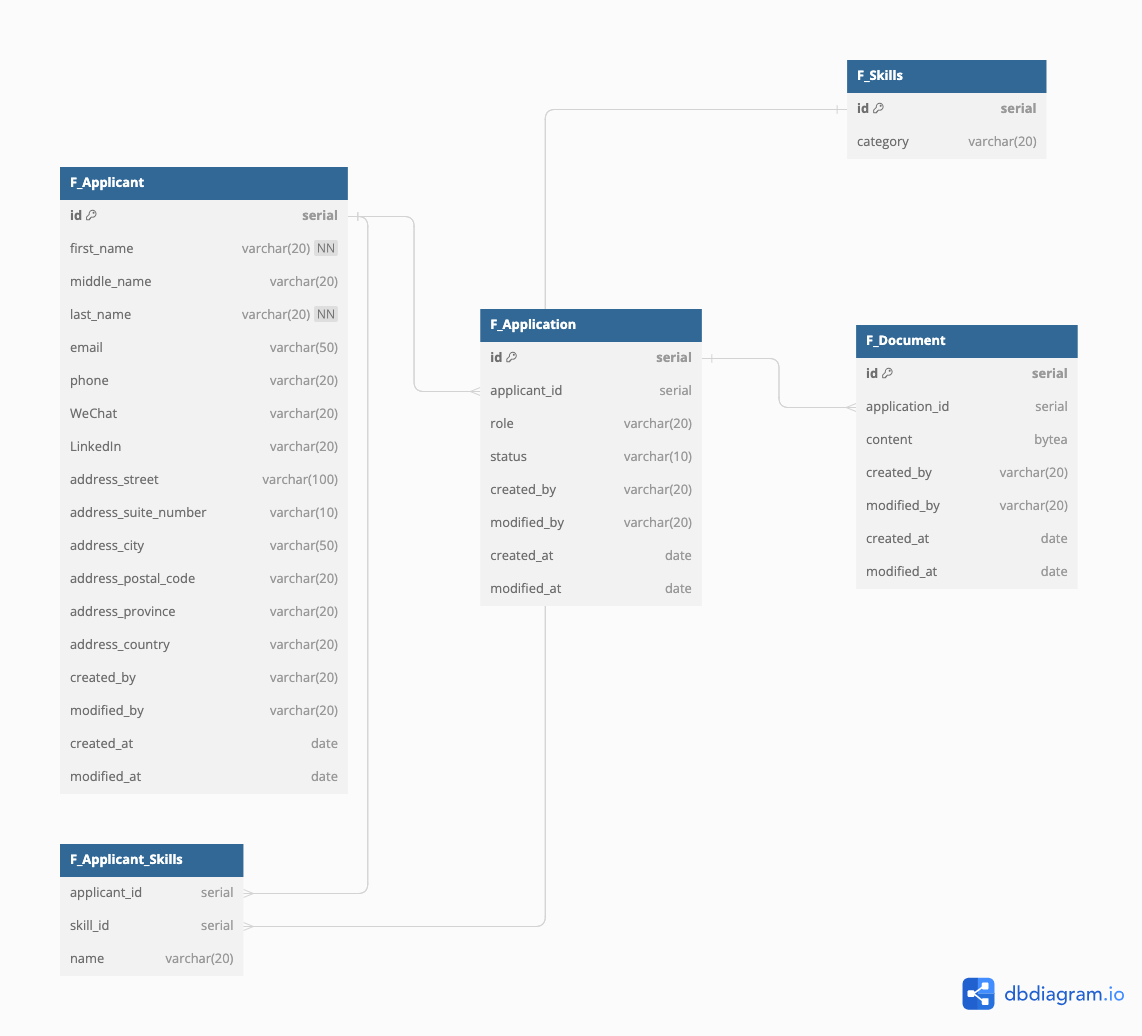 F_Skills
id serial
category varchar(20)
F_Applicant
id serial
first_name varchar(20) NN
middle_name varchar(20)
last_name varchar(20) NN
email varchar(50)
phone varchar(20)
WeChat varchar(20)
LinkedIn varchar(20)
address_street varchar(100)
address_suite_number varchar(10)
address_city varchar(50)
address_postal_code varchar(20)
address_province varchar(20)
address_country varchar(20)
created_by varchar(20)
modified_by varchar(20)
created_at date
modified_at date
F_Application
id serial
applicant_id serial
role varchar(20)
status varchar(10)
created_by varchar(20)
modified_by varchar(20)
created_at date
modified_at date
F_Document
id serial
application_id serial
content bytea
created_by varchar(20)
modified_by varchar(20)
created_at date
modified_at date
F_Applicant_Skills
applicant_id serial
skill_id serial
name varchar(20)
dbdiagram.io